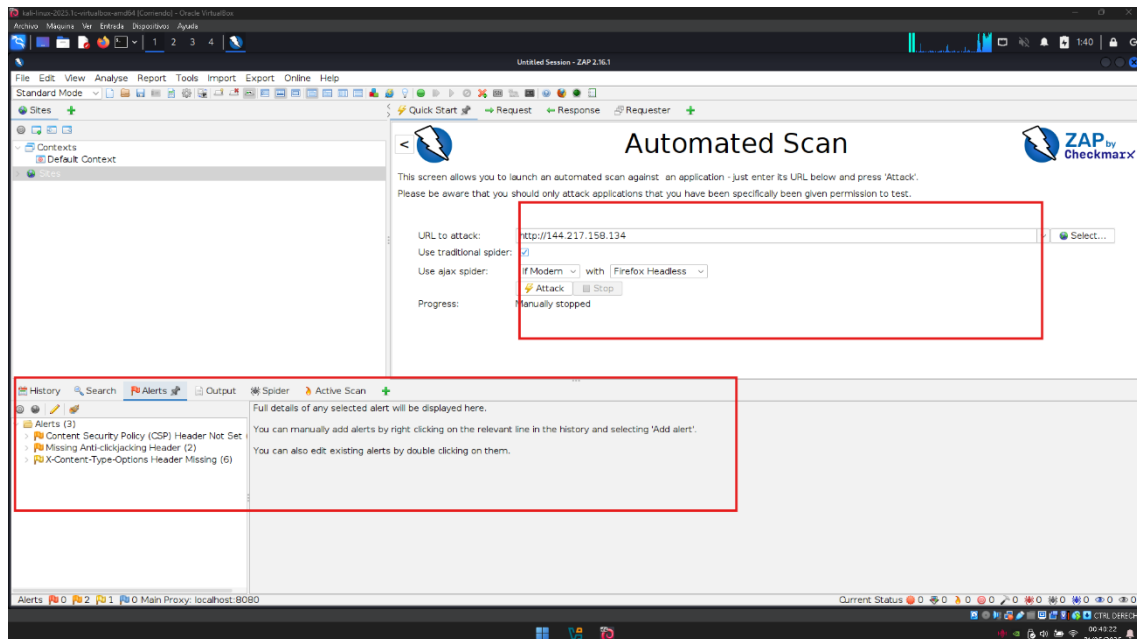 kali-linux-2025.1c-virtualbox-amd64 [Corriendo] - Oracle VirtualBox
Archivo Máquina Ver Entrada Dispositivos Ayuda
1 2 3 4
1:40
Untitled Session - ZAP 2.16.1
File Edit View Analyse Report Tools Import Export Online Help
Standard Mode
Sites
Quick Start
Request
Response
Requester
Contexts
Default Context
Sites
<
Automated Scan
ZAP by
Checkmarx
This screen allows you to launch an automated scan against an application - just enter its URL below and press 'Attack'.
Please be aware that you should only attack applications that you have been specifically been given permission to test.
URL to attack: http://144.217.158.134 Select...
Use traditional spider:
Use ajax spider: If Modern with Firefox Headless
Attack Stop
Progress: Manually stopped
History Search Alerts Output Spider Active Scan
Full details of any selected alert will be displayed here.
Alerts (3)
Content Security Policy (CSP) Header Not Set (
You can manually add alerts by right clicking on the relevant line in the history and selecting 'Add alert'.
Missing Anti-clickjacking Header (2)
X-Content-Type-Options Header Missing (6)
You can also edit existing alerts by double clicking on them.
Alerts 0 2 1 0 Main Proxy: localhost:8080
Current Status 0 0 0 0 0 0 0 0 0 0
CTRL DERECH